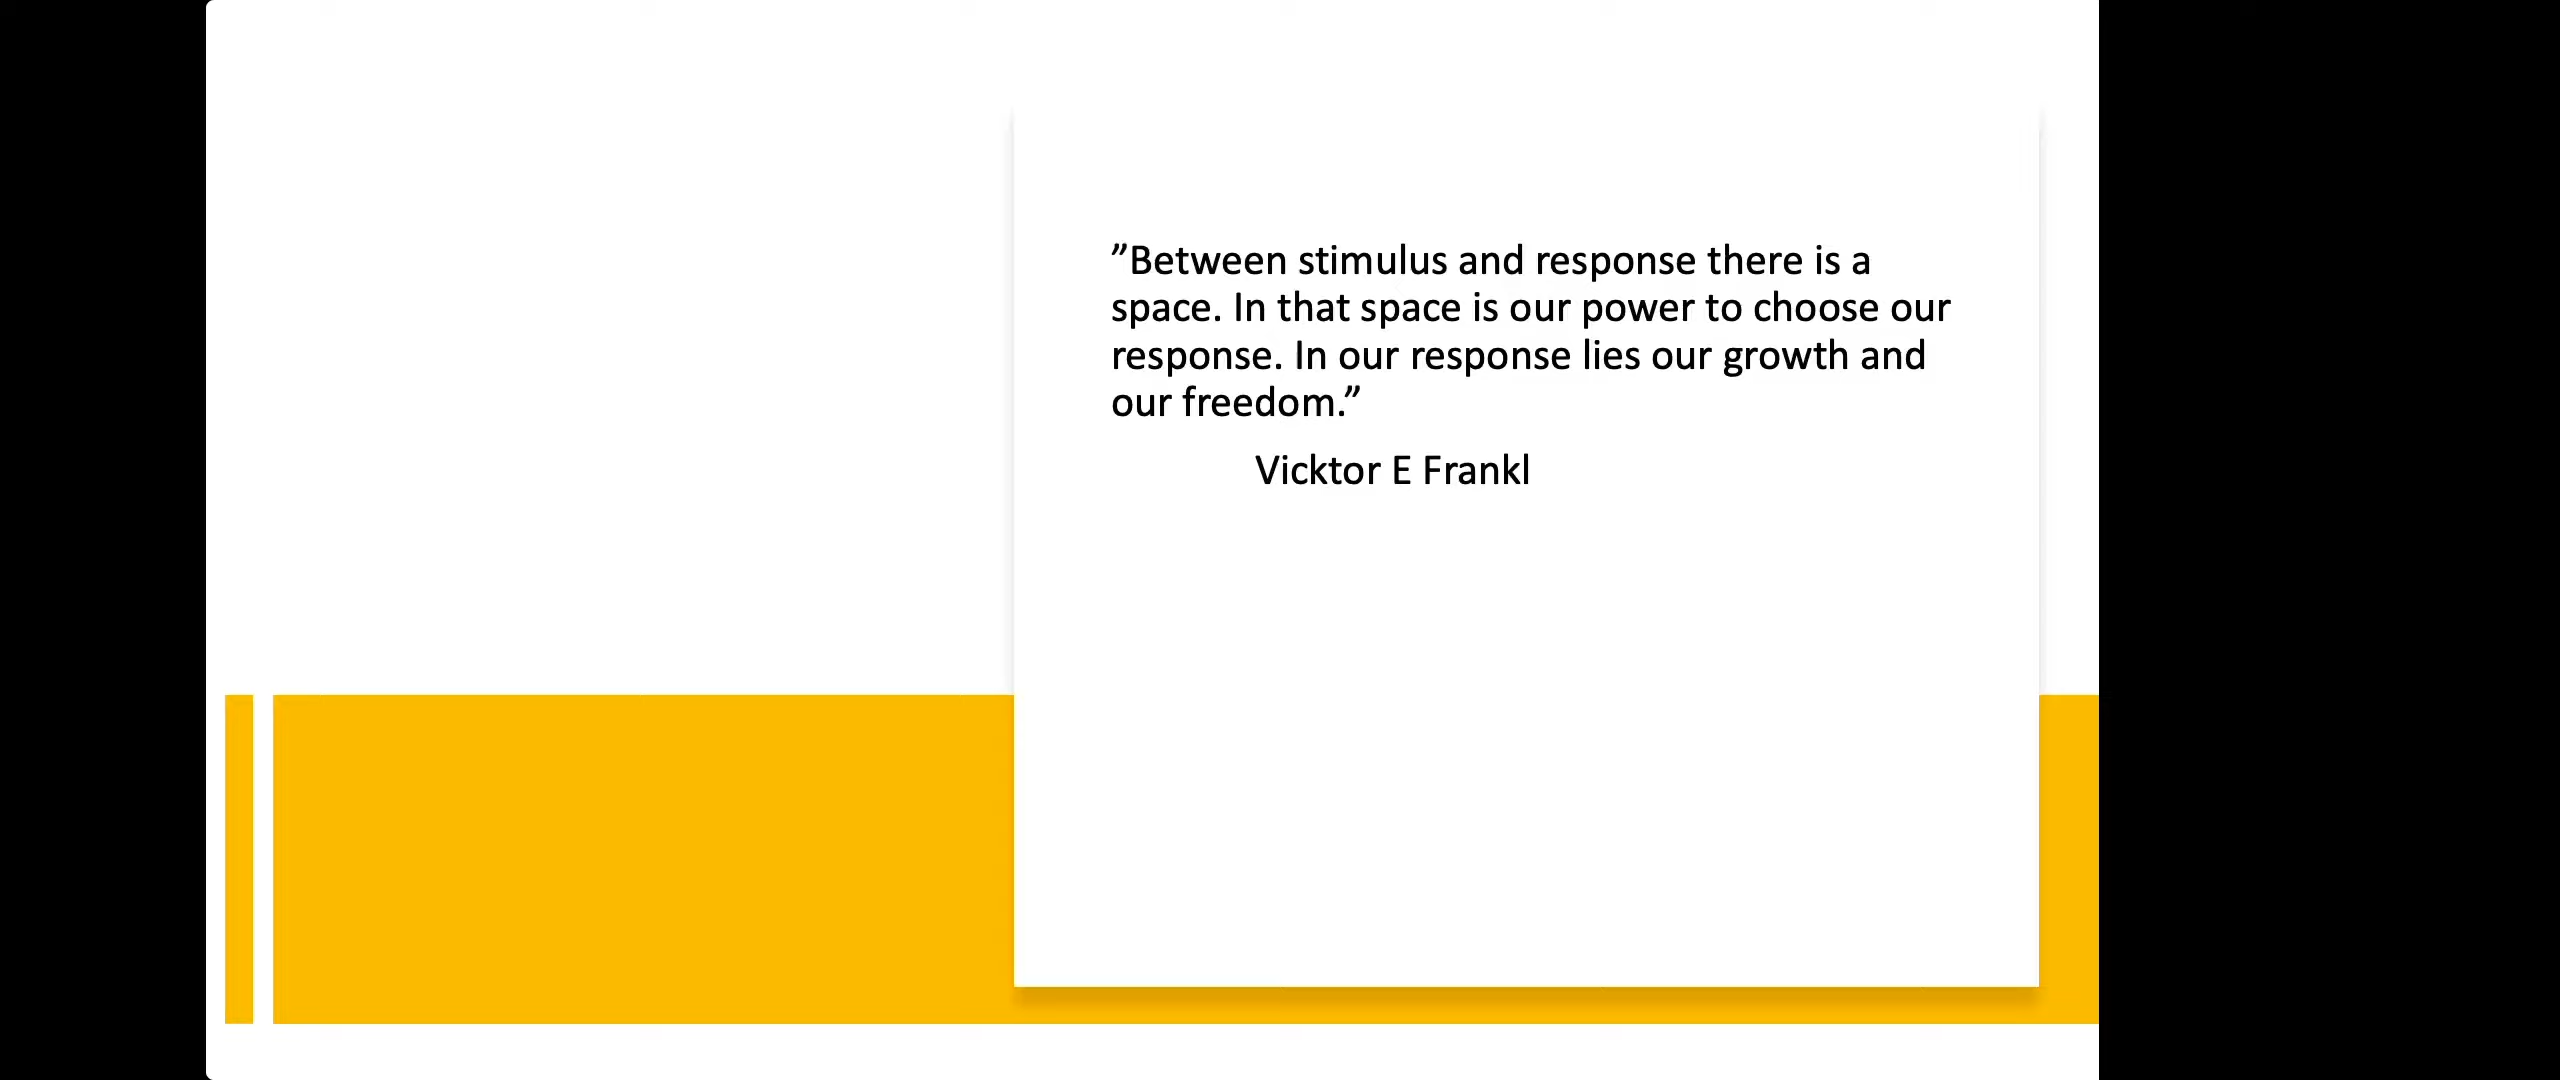 ”Between stimulus and response there is a
space. In that space is our power to choose our
response. In our response lies our growth and
our freedom.”
Vicktor E Frankl